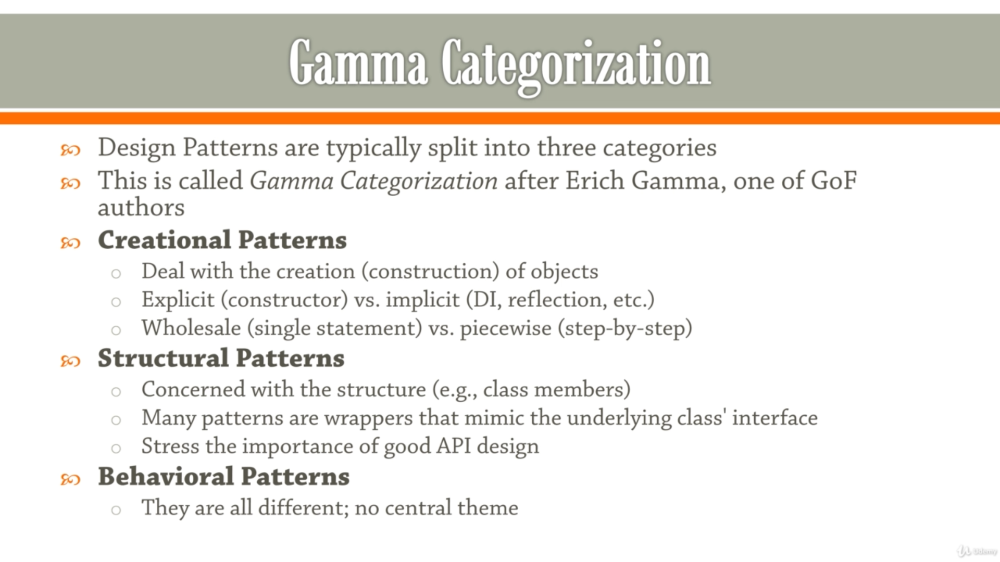 Gamma Categorization
Design Patterns are typically split into three categories
This is called Gamma Categorization after Erich Gamma, one of GoF
authors
Creational Patterns
Deal with the creation (construction) of objects
Explicit (constructor) vs. implicit (DI, reflection, etc.)
Wholesale (single statement) vs. piecewise (step-by-step)
Structural Patterns
Concerned with the structure (e.g., class members)
Many patterns are wrappers that mimic the underlying class' interface
Stress the importance of good API design
Behavioral Patterns
They are all different; no central theme
Udemy